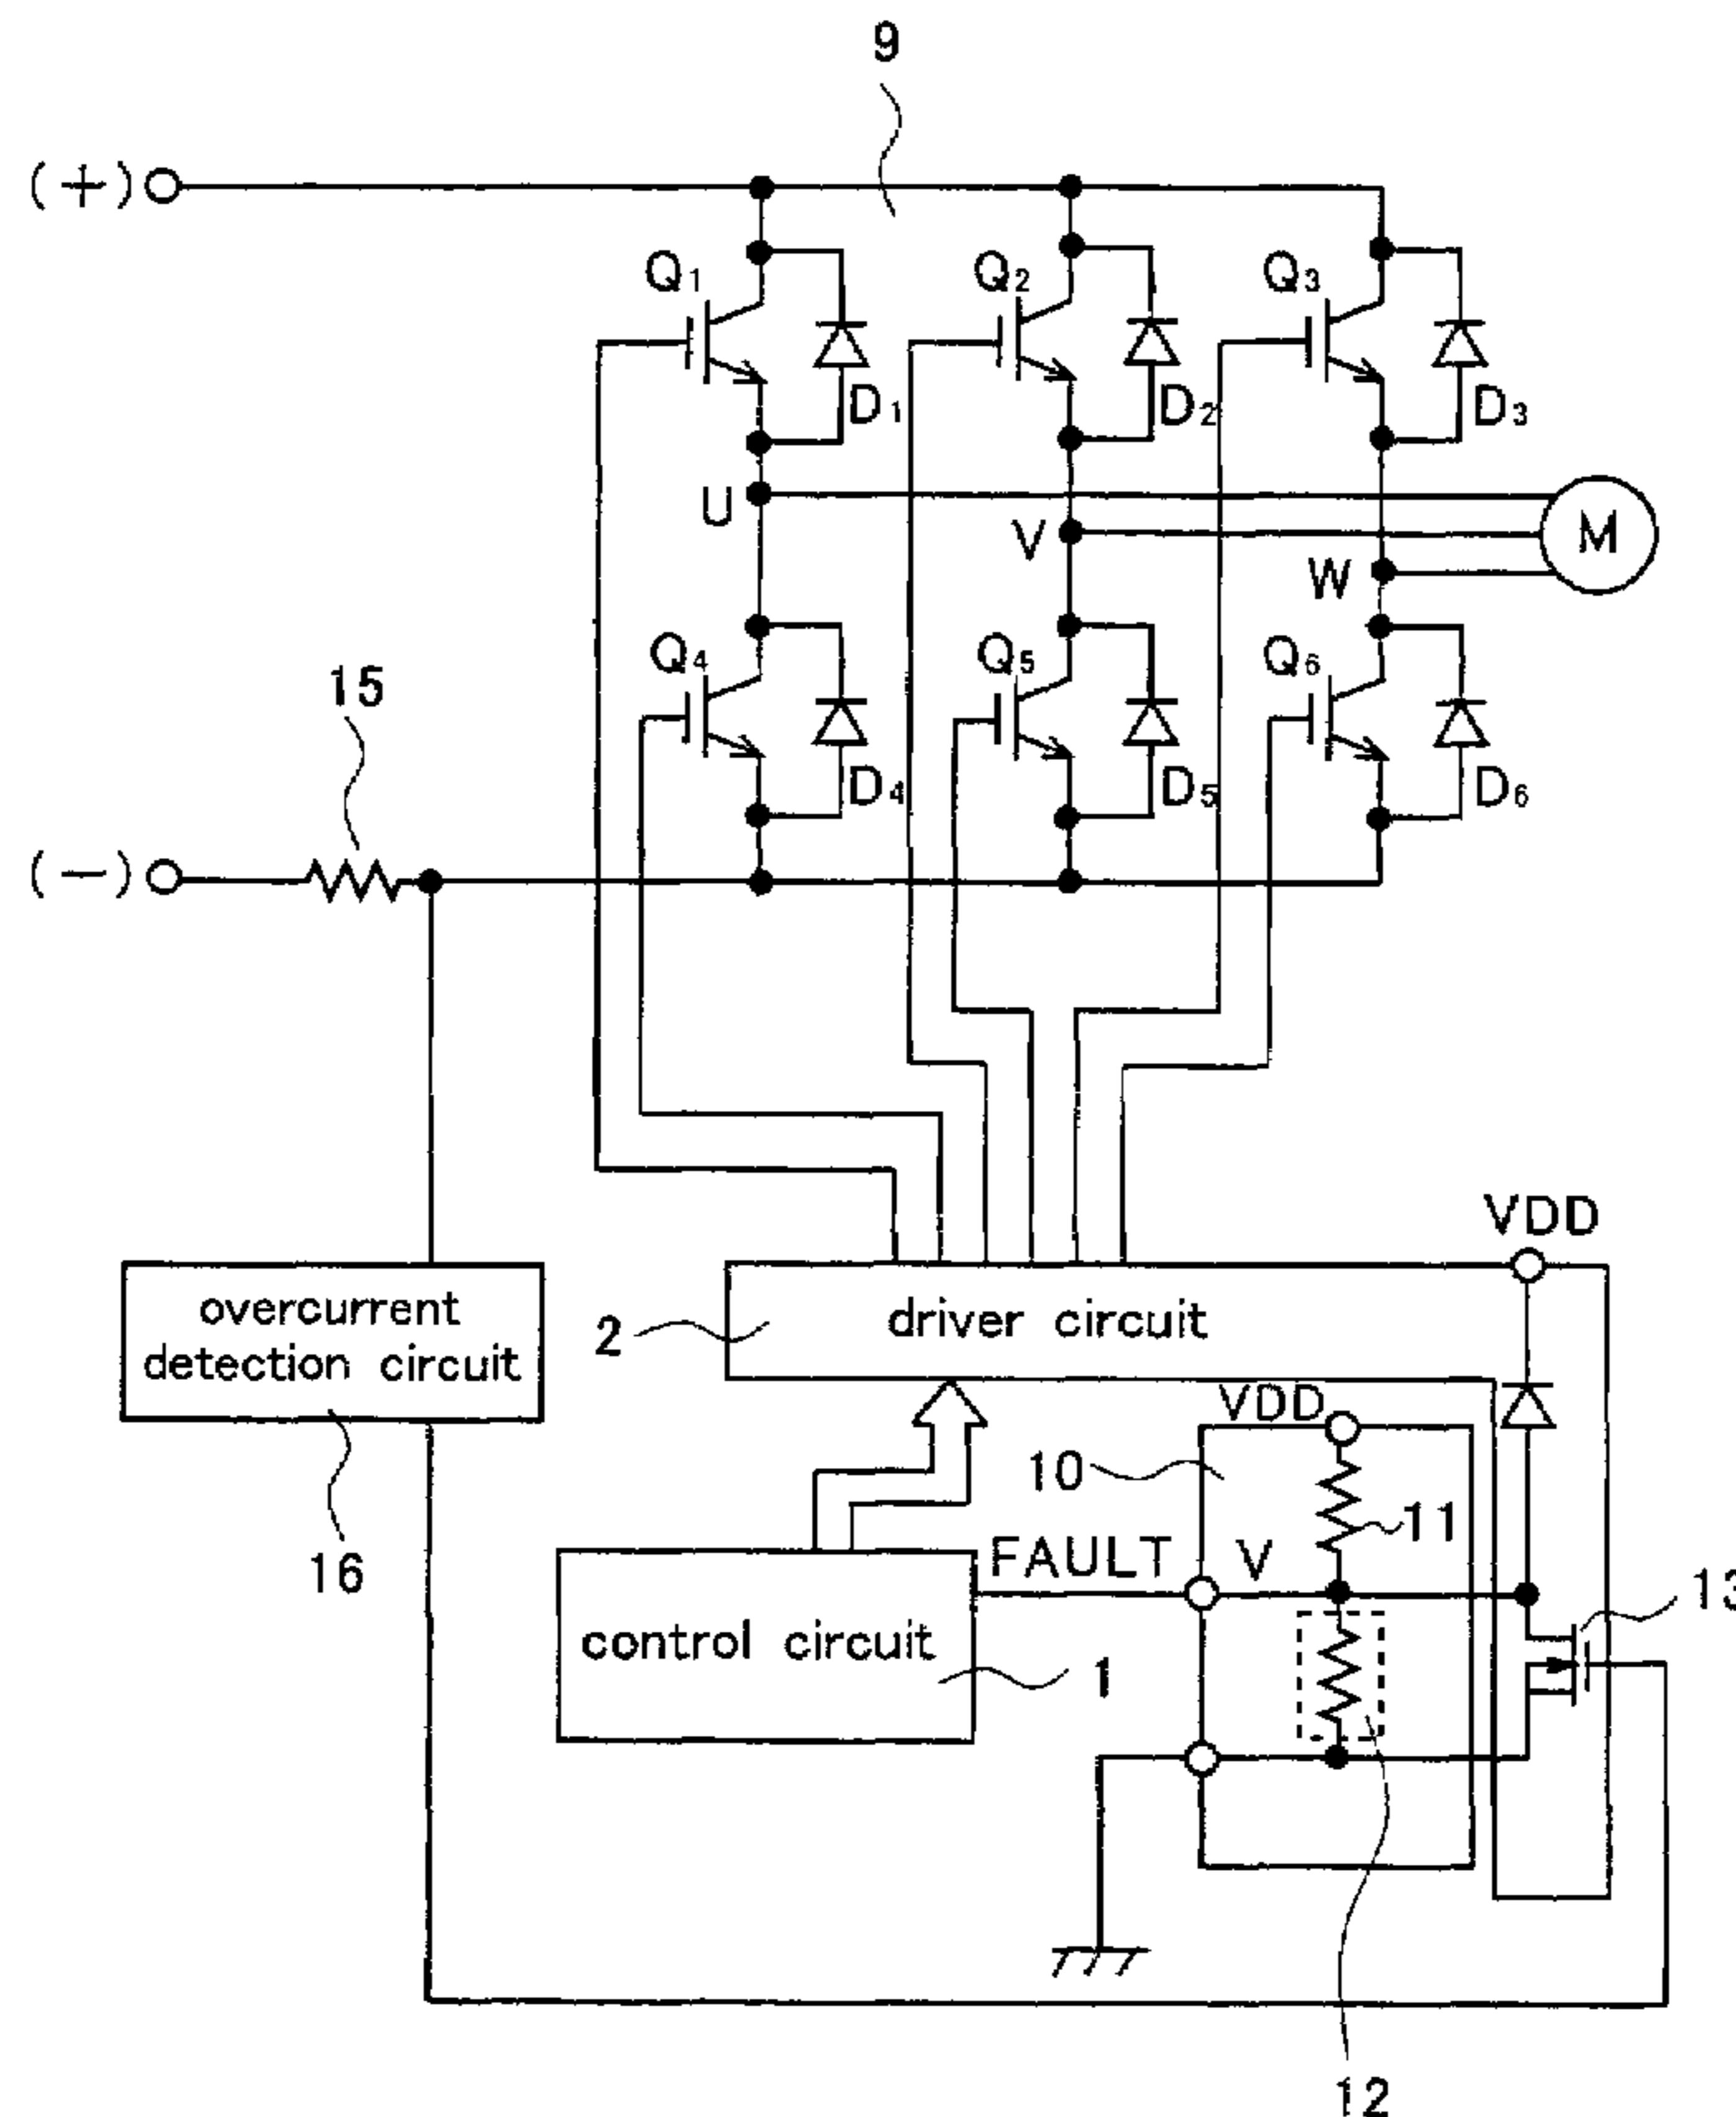 9
(+)
Q1
Q2
Q3
D1
D2
D3
U
V
W
M
Q4
Q5
Q6
15
D4
D5
D6
(−)
VDD
overcurrent
detection circuit
2
driver circuit
VDD
10
11
16
FAULT
V
13
control circuit
1
12